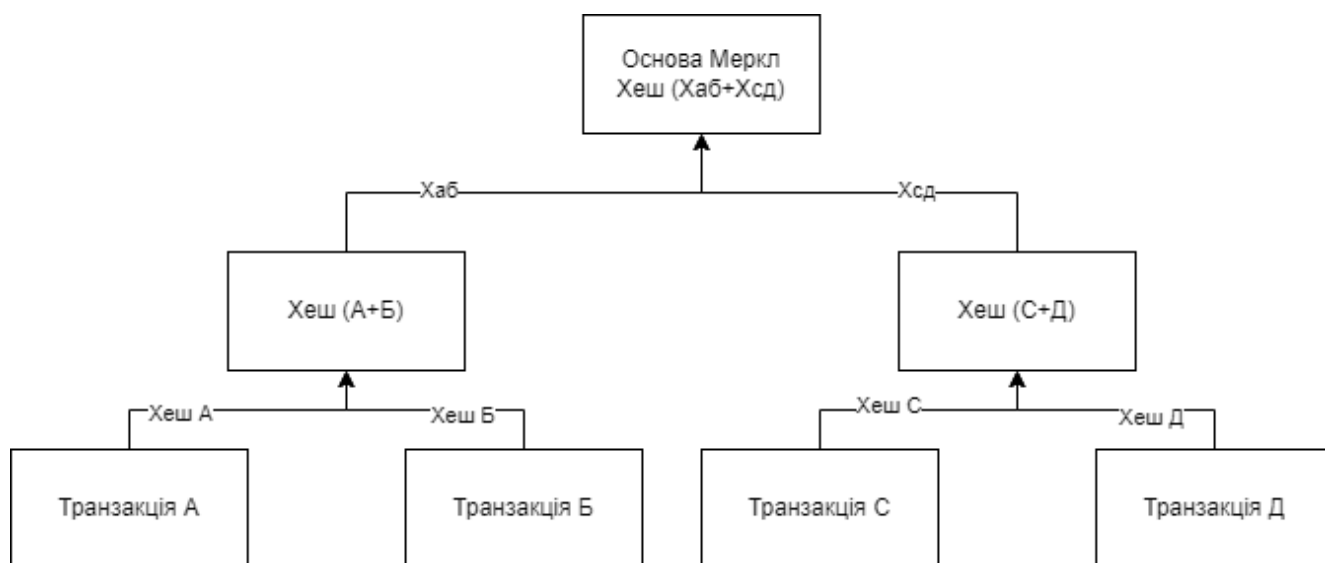 Основа Меркл
Хеш (Хаб+Хсд)
Хаб
Хсд
Хеш (А+Б)
Хеш (С+Д)
Хеш А
Хеш Б
Хеш С
Хеш Д
Транзакція А
Транзакція Б
Транзакція С
Транзакція Д